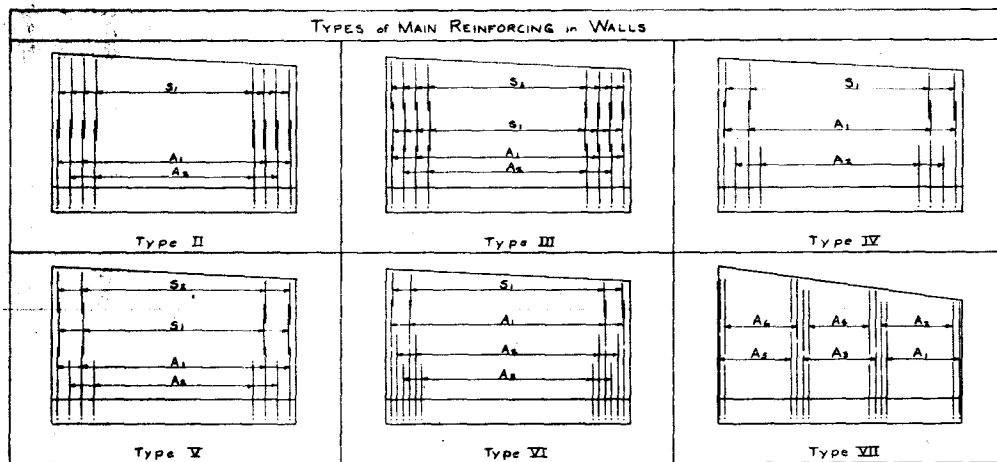 TYPES of MAIN REINFORCING in WALLS
S₁
A₁
A₂
Type II
S₂
S₁
A₁
A₂
Type III
S₁
A₁
A₂
Type IV
S₂
S₁
A₁
A₂
Type V
S₁
A₁
A₂
A₃
Type VI
A₆ A₄ A₂
A₅ A₃ A₁
Type VII